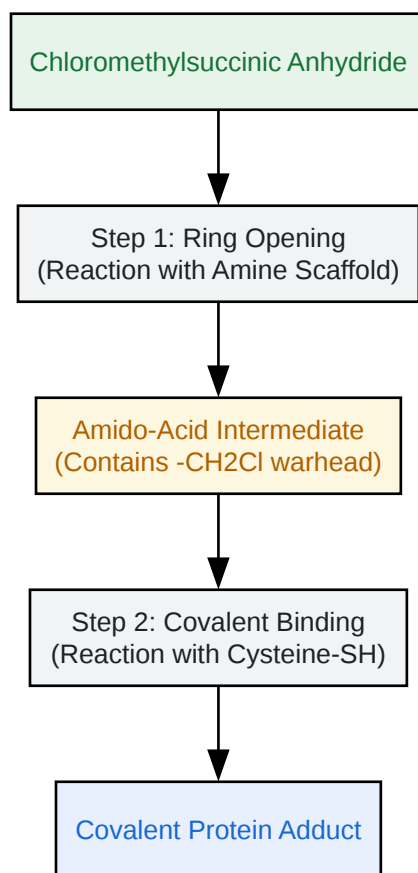 Chloromethylsuccinic Anhydride
Step 1: Ring Opening
(Reaction with Amine Scaffold)
Amido-Acid Intermediate
(Contains -CH2Cl warhead)
Step 2: Covalent Binding
(Reaction with Cysteine-SH)
Covalent Protein Adduct